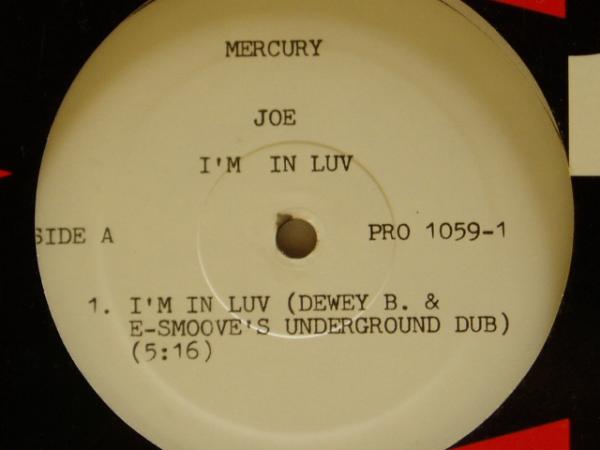 MERCURY
JOE
I'M IN LUV
SIDE A PRO 1059-1
1. I'M IN LUV (DEWEY B. &
E-SMOOVE'S UNDERGROUND DUB)
(5:16)